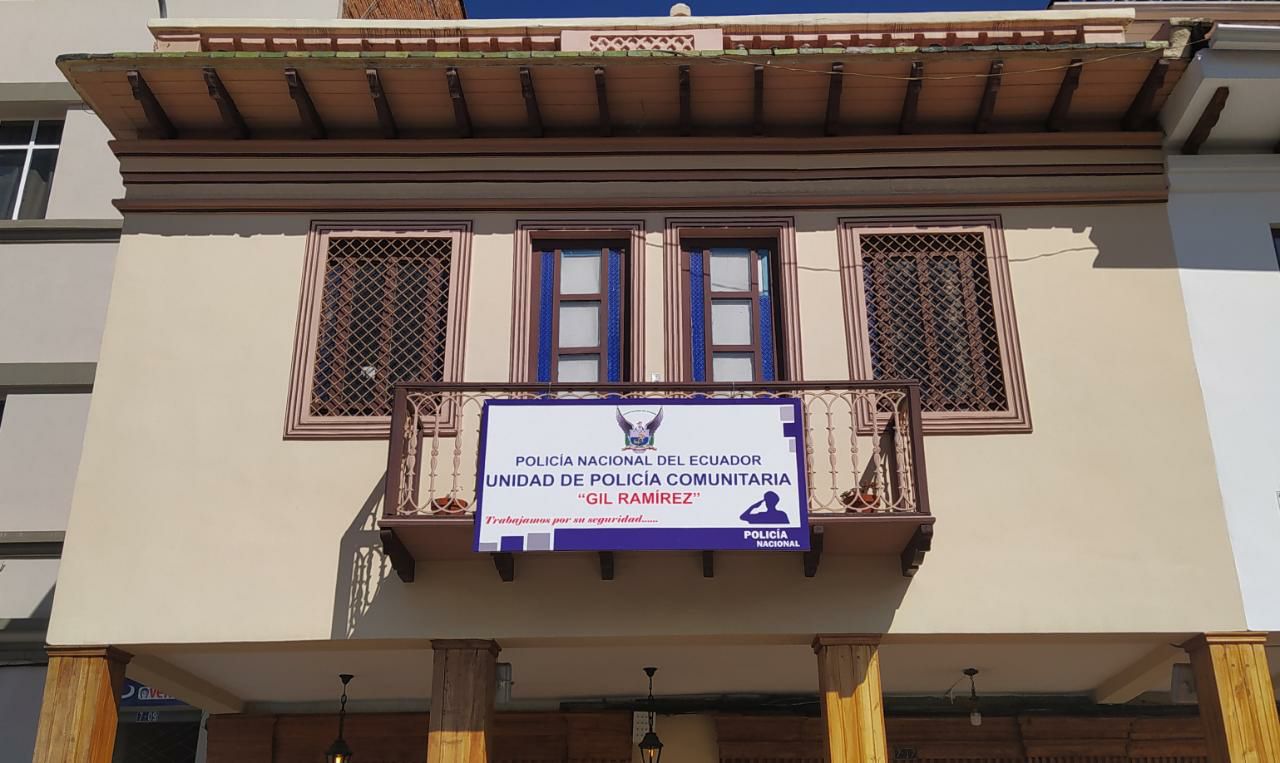 POLICÍA NACIONAL DEL ECUADOR
UNIDAD DE POLICÍA COMUNITARIA
“GIL RAMÍREZ”
Trabajamos por su seguridad......
POLICÍA
NACIONAL